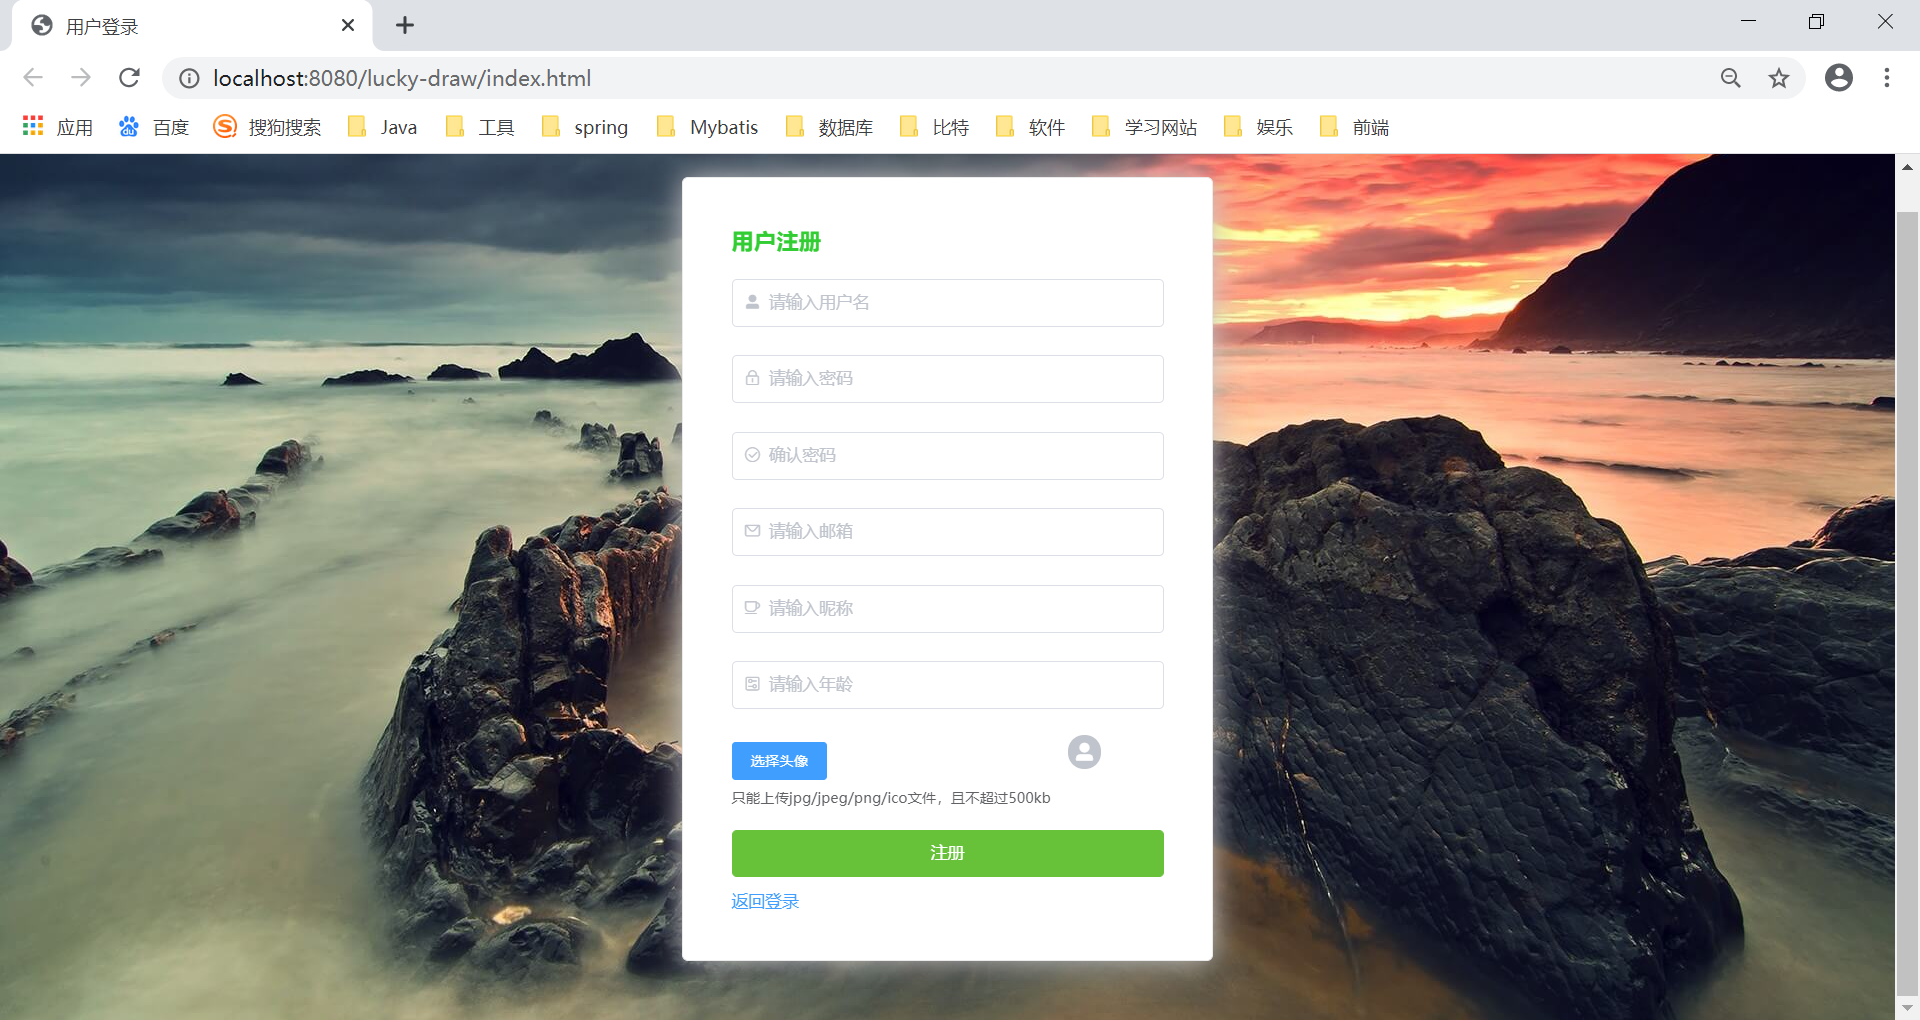 用户登录
localhost:8080/lucky-draw/index.html
应用 百度 搜狗搜索 Java 工具 spring Mybatis 数据库 比特 软件 学习网站 娱乐 前端
用户注册
请输入用户名
请输入密码
确认密码
请输入邮箱
请输入昵称
请输入年龄
选择头像
只能上传jpg/jpeg/png/ico文件，且不超过500kb
注册
返回登录